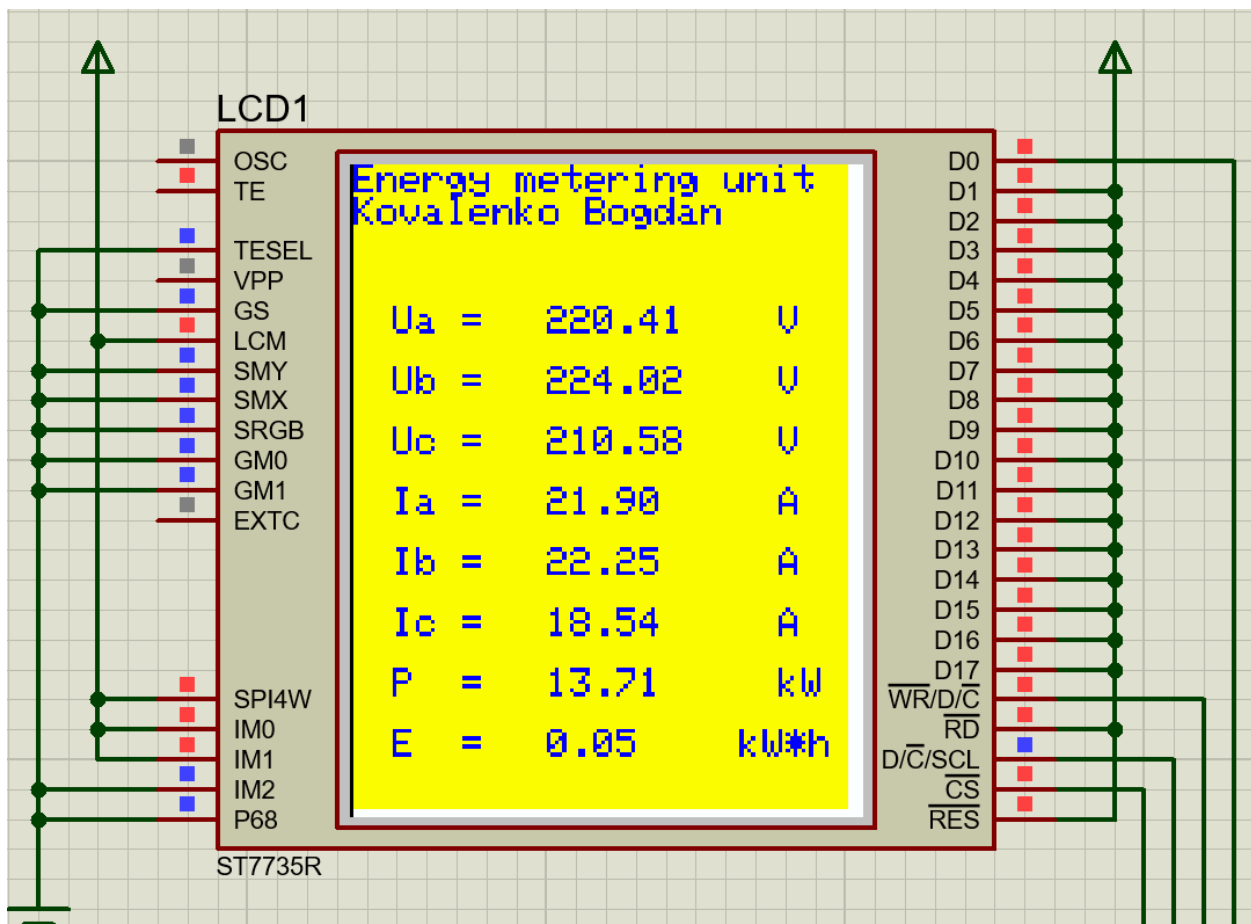 LCD1
OSC
TE
TESEL
VPP
GS
LCM
SMY
SMX
SRGB
GM0
GM1
EXTC
SPI4W
IM0
IM1
IM2
P68
ST7735R
Energy metering unit
Kovalenko Bogdan
Ua = 220.41 V
Ub = 224.02 V
Uc = 210.58 V
Ia = 21.90 A
Ib = 22.25 A
Ic = 18.54 A
P = 13.71 kW
E = 0.05 kW*h
D0
D1
D2
D3
D4
D5
D6
D7
D8
D9
D10
D11
D12
D13
D14
D15
D16
D17
WR/D/C
RD
D/C/SCL
CS
RES